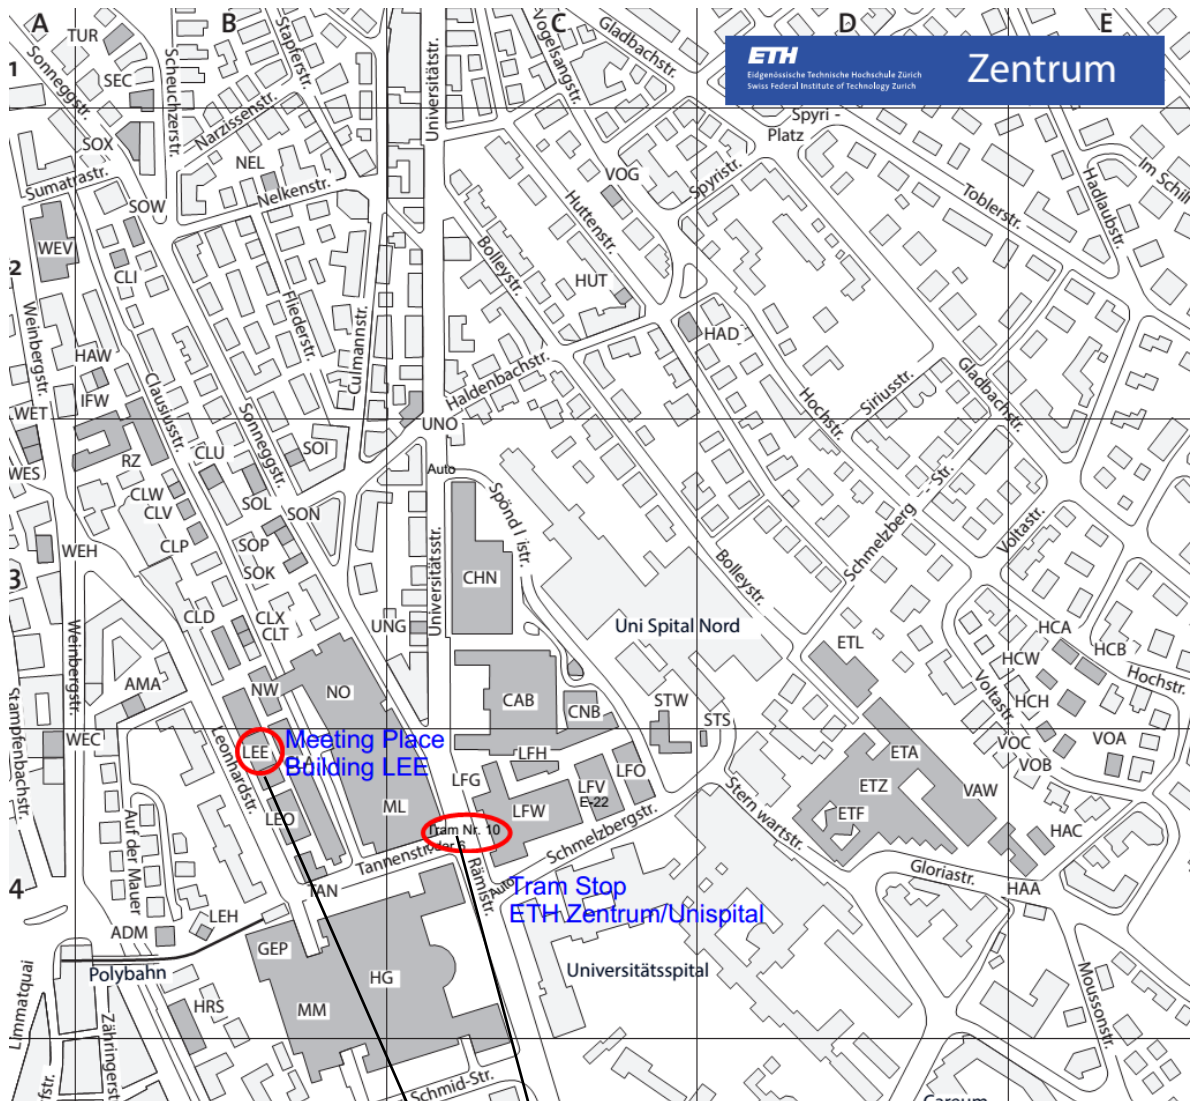 A
B
C
D
E
TUR
Sonneggstr.
SEC
Scheuchzerstr.
Stapferstr.
Universitätstr.
Vogelsangstr.
Gladbachstr.
ETH
Eidgenössische Technische Hochschule Zürich
Swiss Federal Institute of Technology Zurich
Zentrum
1
Narzissenstr.
Spyri -
Platz
SOX
NEL
Sumatrastr.
Nelkenstr.
VOG
Spyristr.
Toblerstr.
Hadlaubstr.
Im Schil
SOW
Huttenstr.
WEV
2
CLI
Bolleystr.
HUT
Weinbergstr.
Fliederstr.
Culmannstr.
HAD
HAW
IFW
Clausiusstr.
Haldenbachstr.
Hochstr.
Siriusstr.
Gladbachstr.
WET
Sonneggstr.
UNO
WES
RZ
CLU
SOI
Auto
CLW
CLV
SOL
SON
Spöndlistr.
Schmelzberg - Str.
Voltastr.
WEH
CLP
SOP
SOK
Universitätsstr.
CHN
Bolleystr.
3
CLD
CLX
CLT
UNG
Uni Spital Nord
ETL
HCA
HCB
HCW
Hochstr.
Weinbergstr.
AMA
NW
NO
CAB
CNB
STW
STS
Voltastr.
HCH
Stampfenbachstr.
WEC
Leonhardstr.
LEE
Meeting Place
Building LEE
LFH
ETA
VOC
VOB
VOA
LFG
LFV
E-22
LFO
ETZ
VAW
LEO
ML
LFW
ETF
HAC
Auf der Mauer
Tram Nr. 10
oder 6
Tannenstr.
Schmelzbergstr.
Sternwartstr.
Gloriastr.
4
TAN
Rämistr.
Auto
Tram Stop
ETH Zentrum/Unispital
HAA
LEH
ADM
GEP
Polybahn
HG
Universitätsspital
Limmatquai
HRS
MM
Moussonstr.
Zähringerst
fstr.
Schmid-Str.